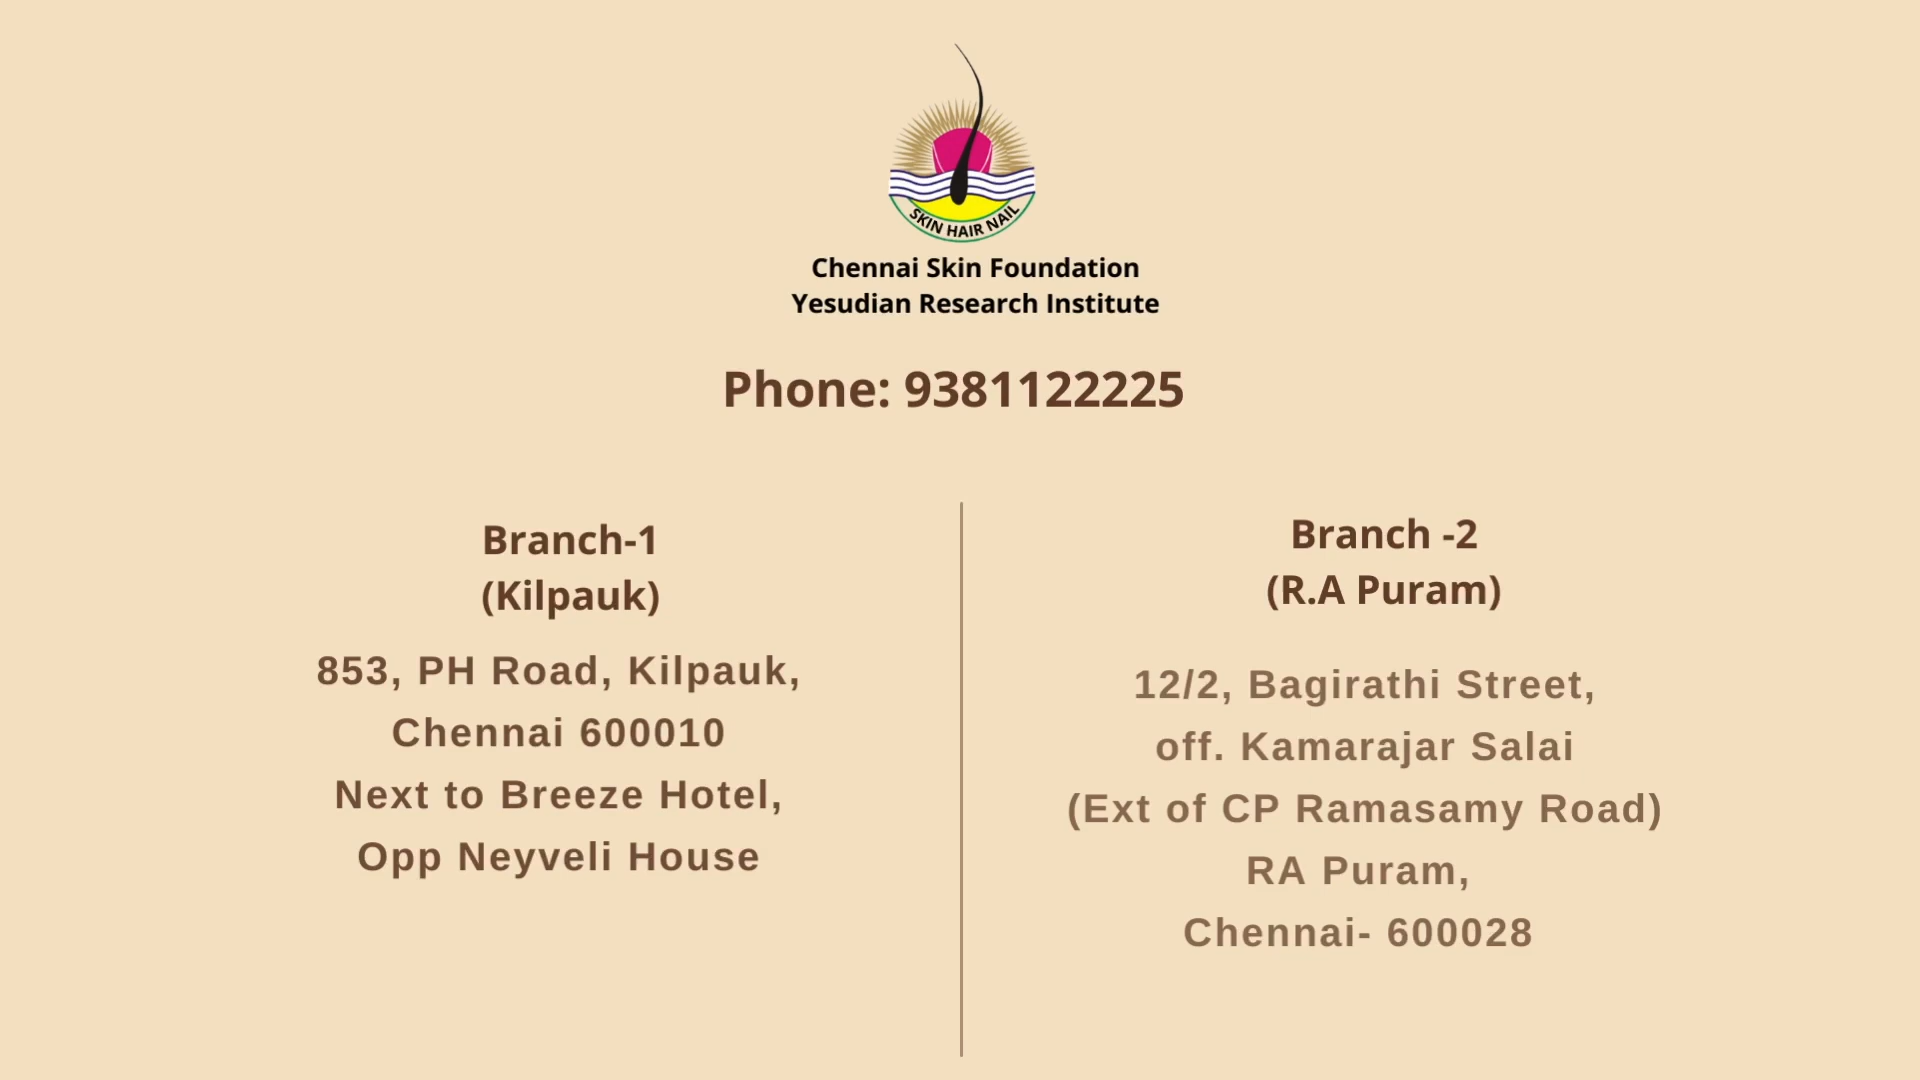 SKIN HAIR NAIL
Chennai Skin Foundation
Yesudian Research Institute
Phone: 9381122225
Branch-1
(Kilpauk)
853, PH Road, Kilpauk,
Chennai 600010
Next to Breeze Hotel,
Opp Neyveli House
Branch -2
(R.A Puram)
12/2, Bagirathi Street,
off. Kamarajar Salai
(Ext of CP Ramasamy Road)
RA Puram,
Chennai- 600028